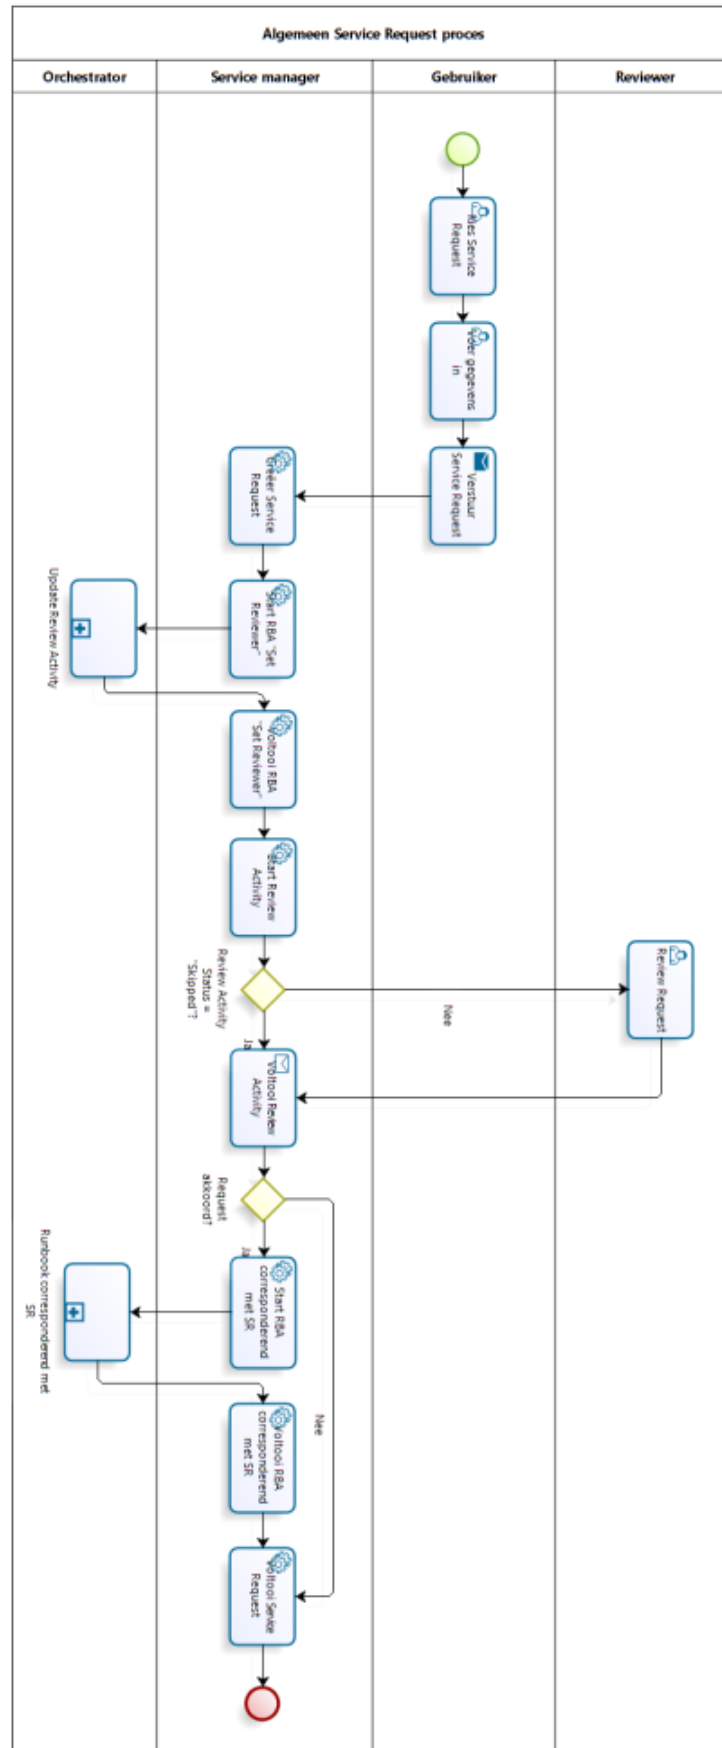 Algemeen Service Request proces
Orchestrator
Service manager
Gebruiker
Reviewer
Kies Service
Request
Voer gegevens
in
Verstuur
Service Request
Creëer Service
Request
Start RBA "Set
Reviewer"
Update Review Activity
Voltooi RBA
"Set Reviewer"
Start Review
Activity
Review Activity
Status =
"Skipped"?
Nee
Review Request
Ja
Voltooi Review
Activity
Request
akkoord?
Ja
Start RBA
corresponderend
met SR
Runbook corresponderend met
SR
Nee
Voltooi RBA
corresponderend
met SR
Voltooi Service
Request